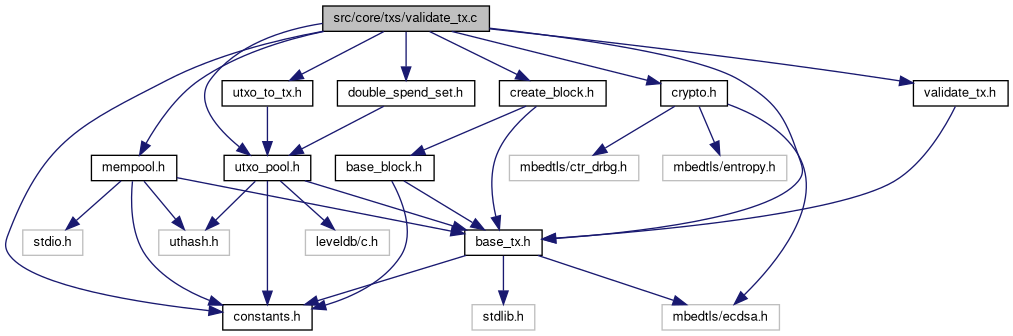 src/core/txs/validate_tx.c
utxo_to_tx.h
double_spend_set.h
create_block.h
crypto.h
validate_tx.h
mempool.h
utxo_pool.h
base_block.h
mbedtls/ctr_drbg.h
mbedtls/entropy.h
stdio.h
uthash.h
leveldb/c.h
base_tx.h
constants.h
stdlib.h
mbedtls/ecdsa.h